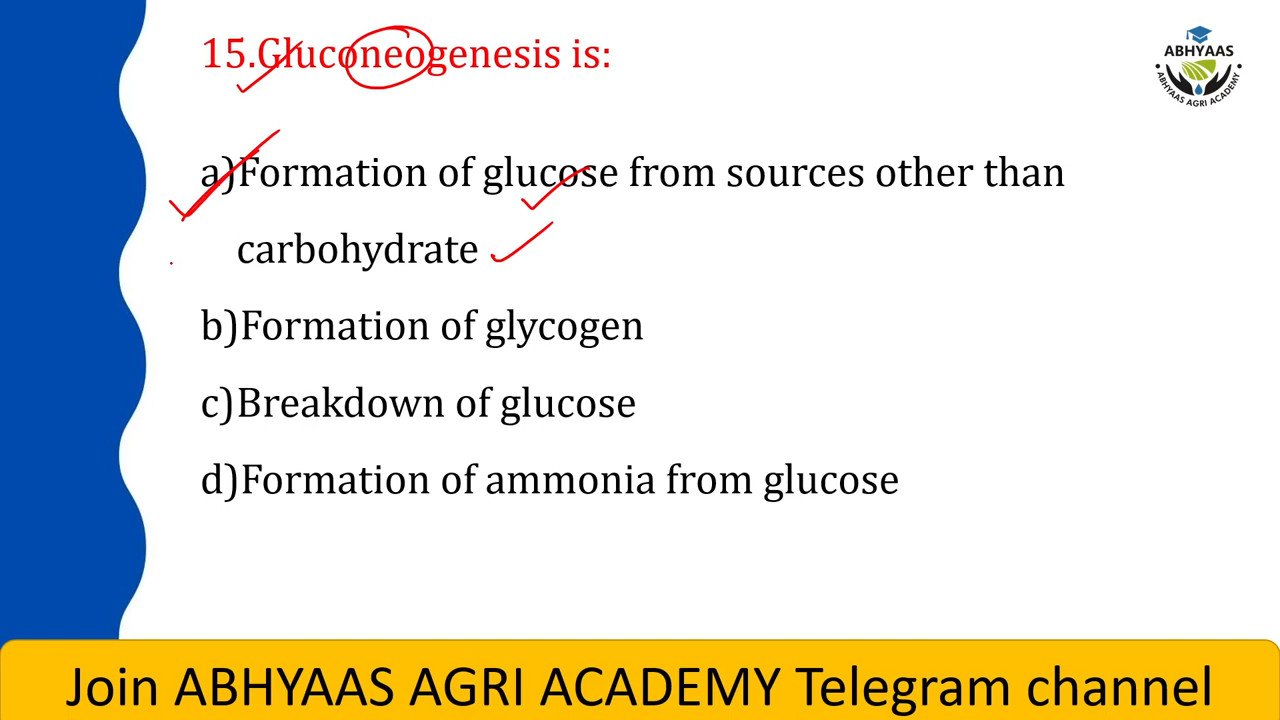 15.Gluconeogenesis is:
ABHYAAS
• ABHYAAS AGRI ACADEMY •
a)Formation of glucose from sources other than
carbohydrate
b)Formation of glycogen
c)Breakdown of glucose
d)Formation of ammonia from glucose
Join ABHYAAS AGRI ACADEMY Telegram channel